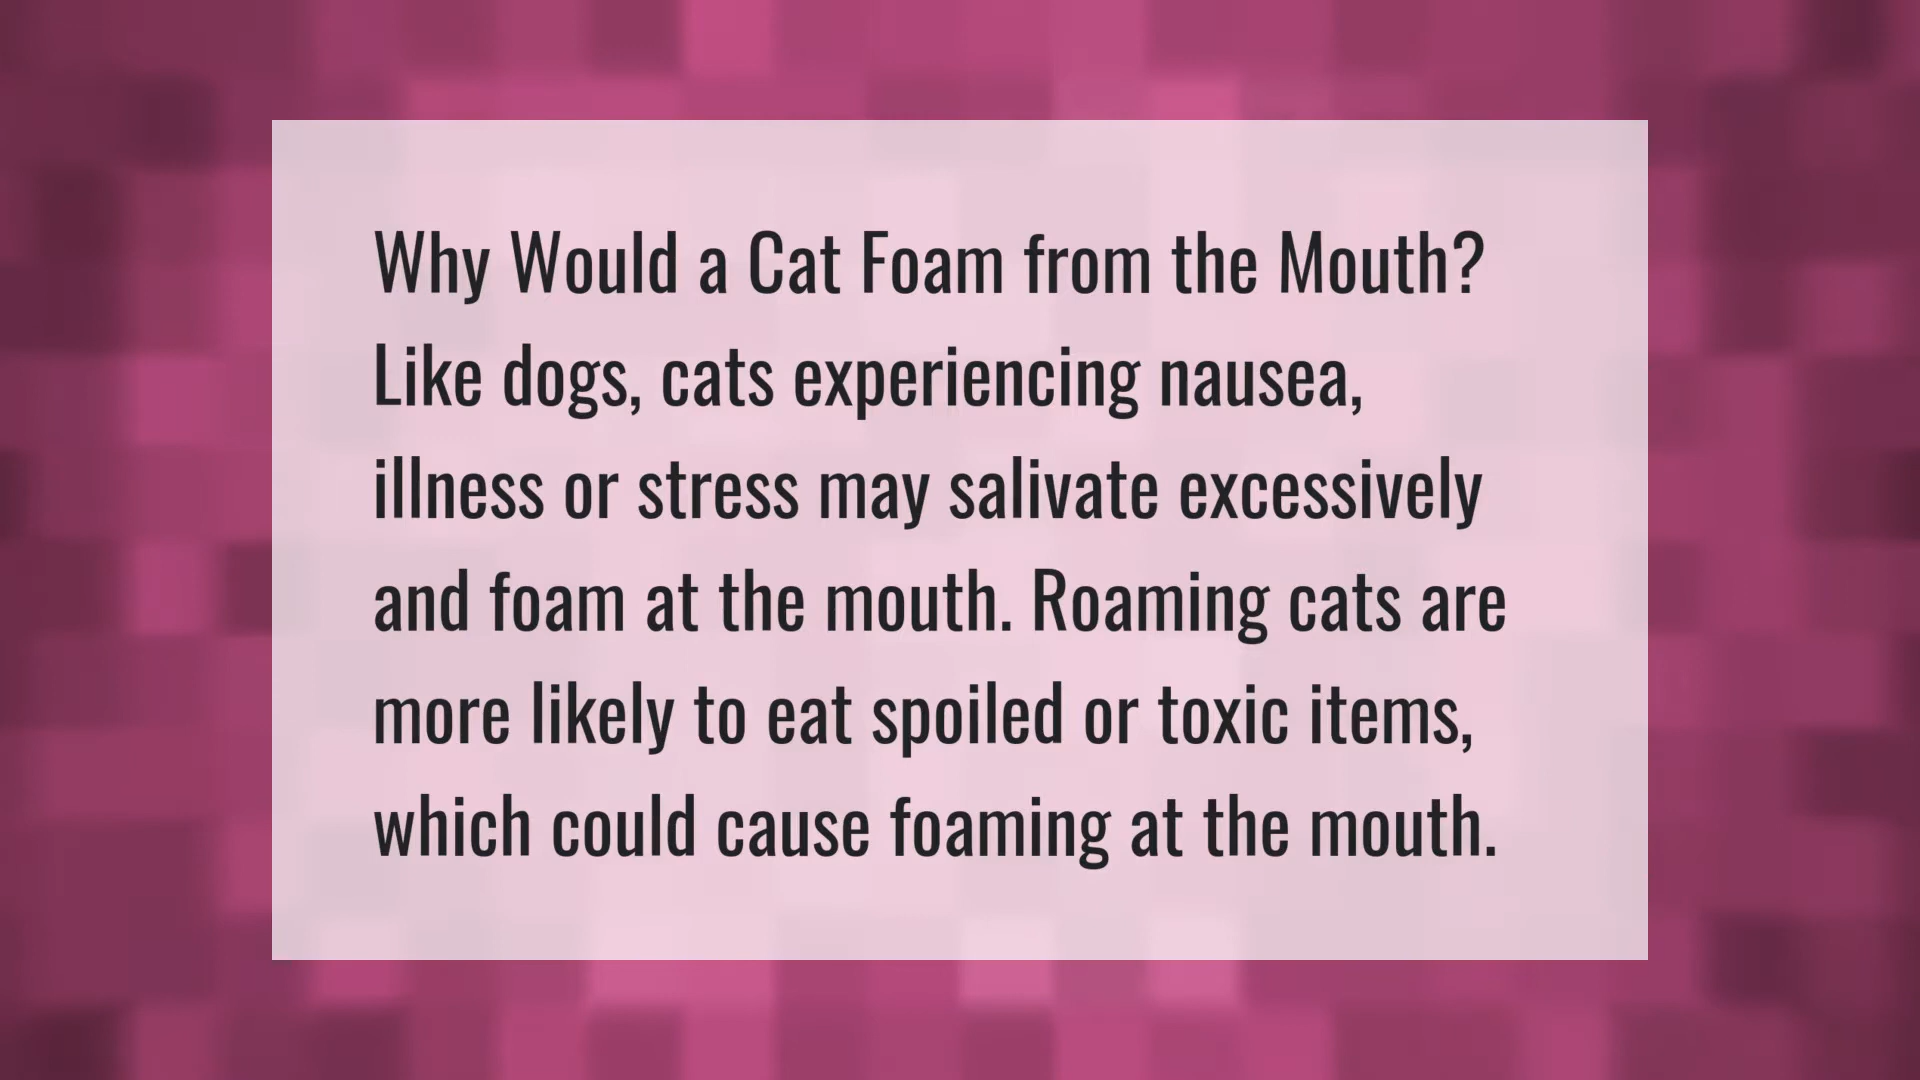 Why Would a Cat Foam from the Mouth?
Like dogs, cats experiencing nausea,
illness or stress may salivate excessively
and foam at the mouth. Roaming cats are
more likely to eat spoiled or toxic items,
which could cause foaming at the mouth.